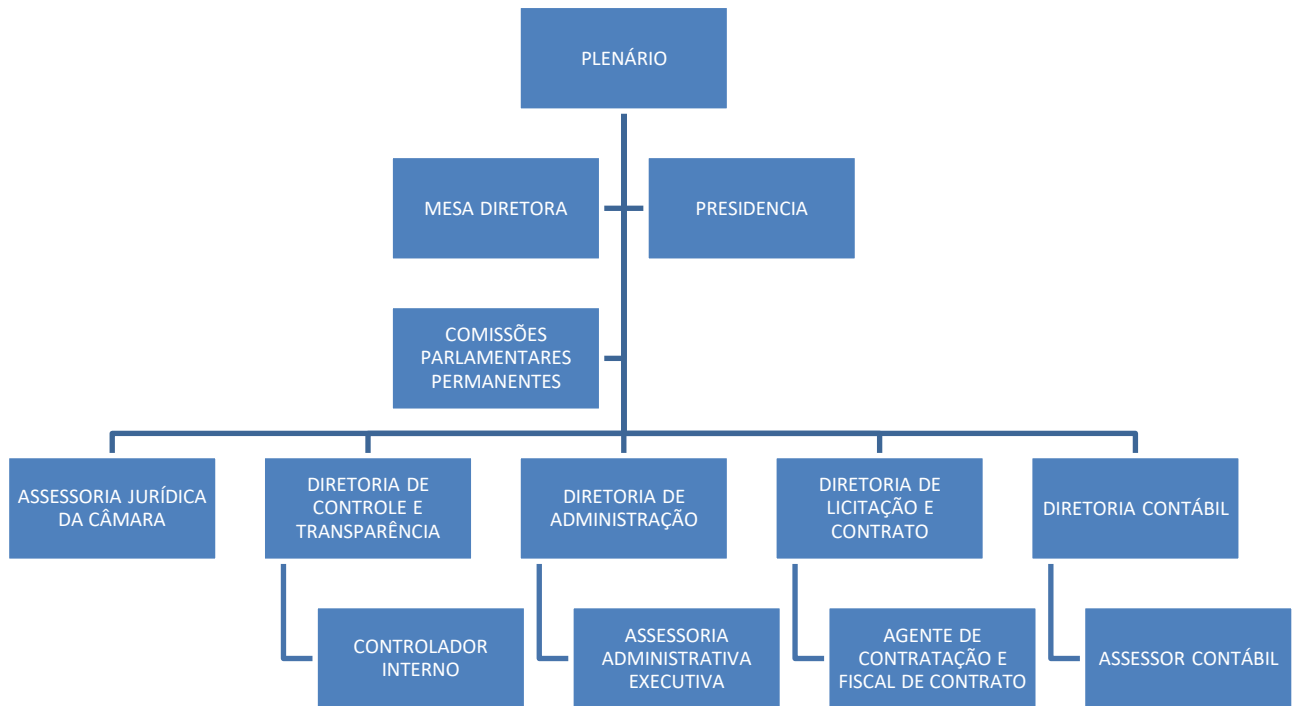 PLENÁRIO
MESA DIRETORA
PRESIDENCIA
COMISSÕES
PARLAMENTARES
PERMANENTES
ASSESSORIA JURÍDICA
DA CÂMARA
DIRETORIA DE
CONTROLE E
TRANSPARÊNCIA
DIRETORIA DE
ADMINISTRAÇÃO
DIRETORIA DE
LICITAÇÃO E
CONTRATO
DIRETORIA CONTÁBIL
CONTROLADOR
INTERNO
ASSESSORIA
ADMINISTRATIVA
EXECUTIVA
AGENTE DE
CONTRATAÇÃO E
FISCAL DE CONTRATO
ASSESSOR CONTÁBIL